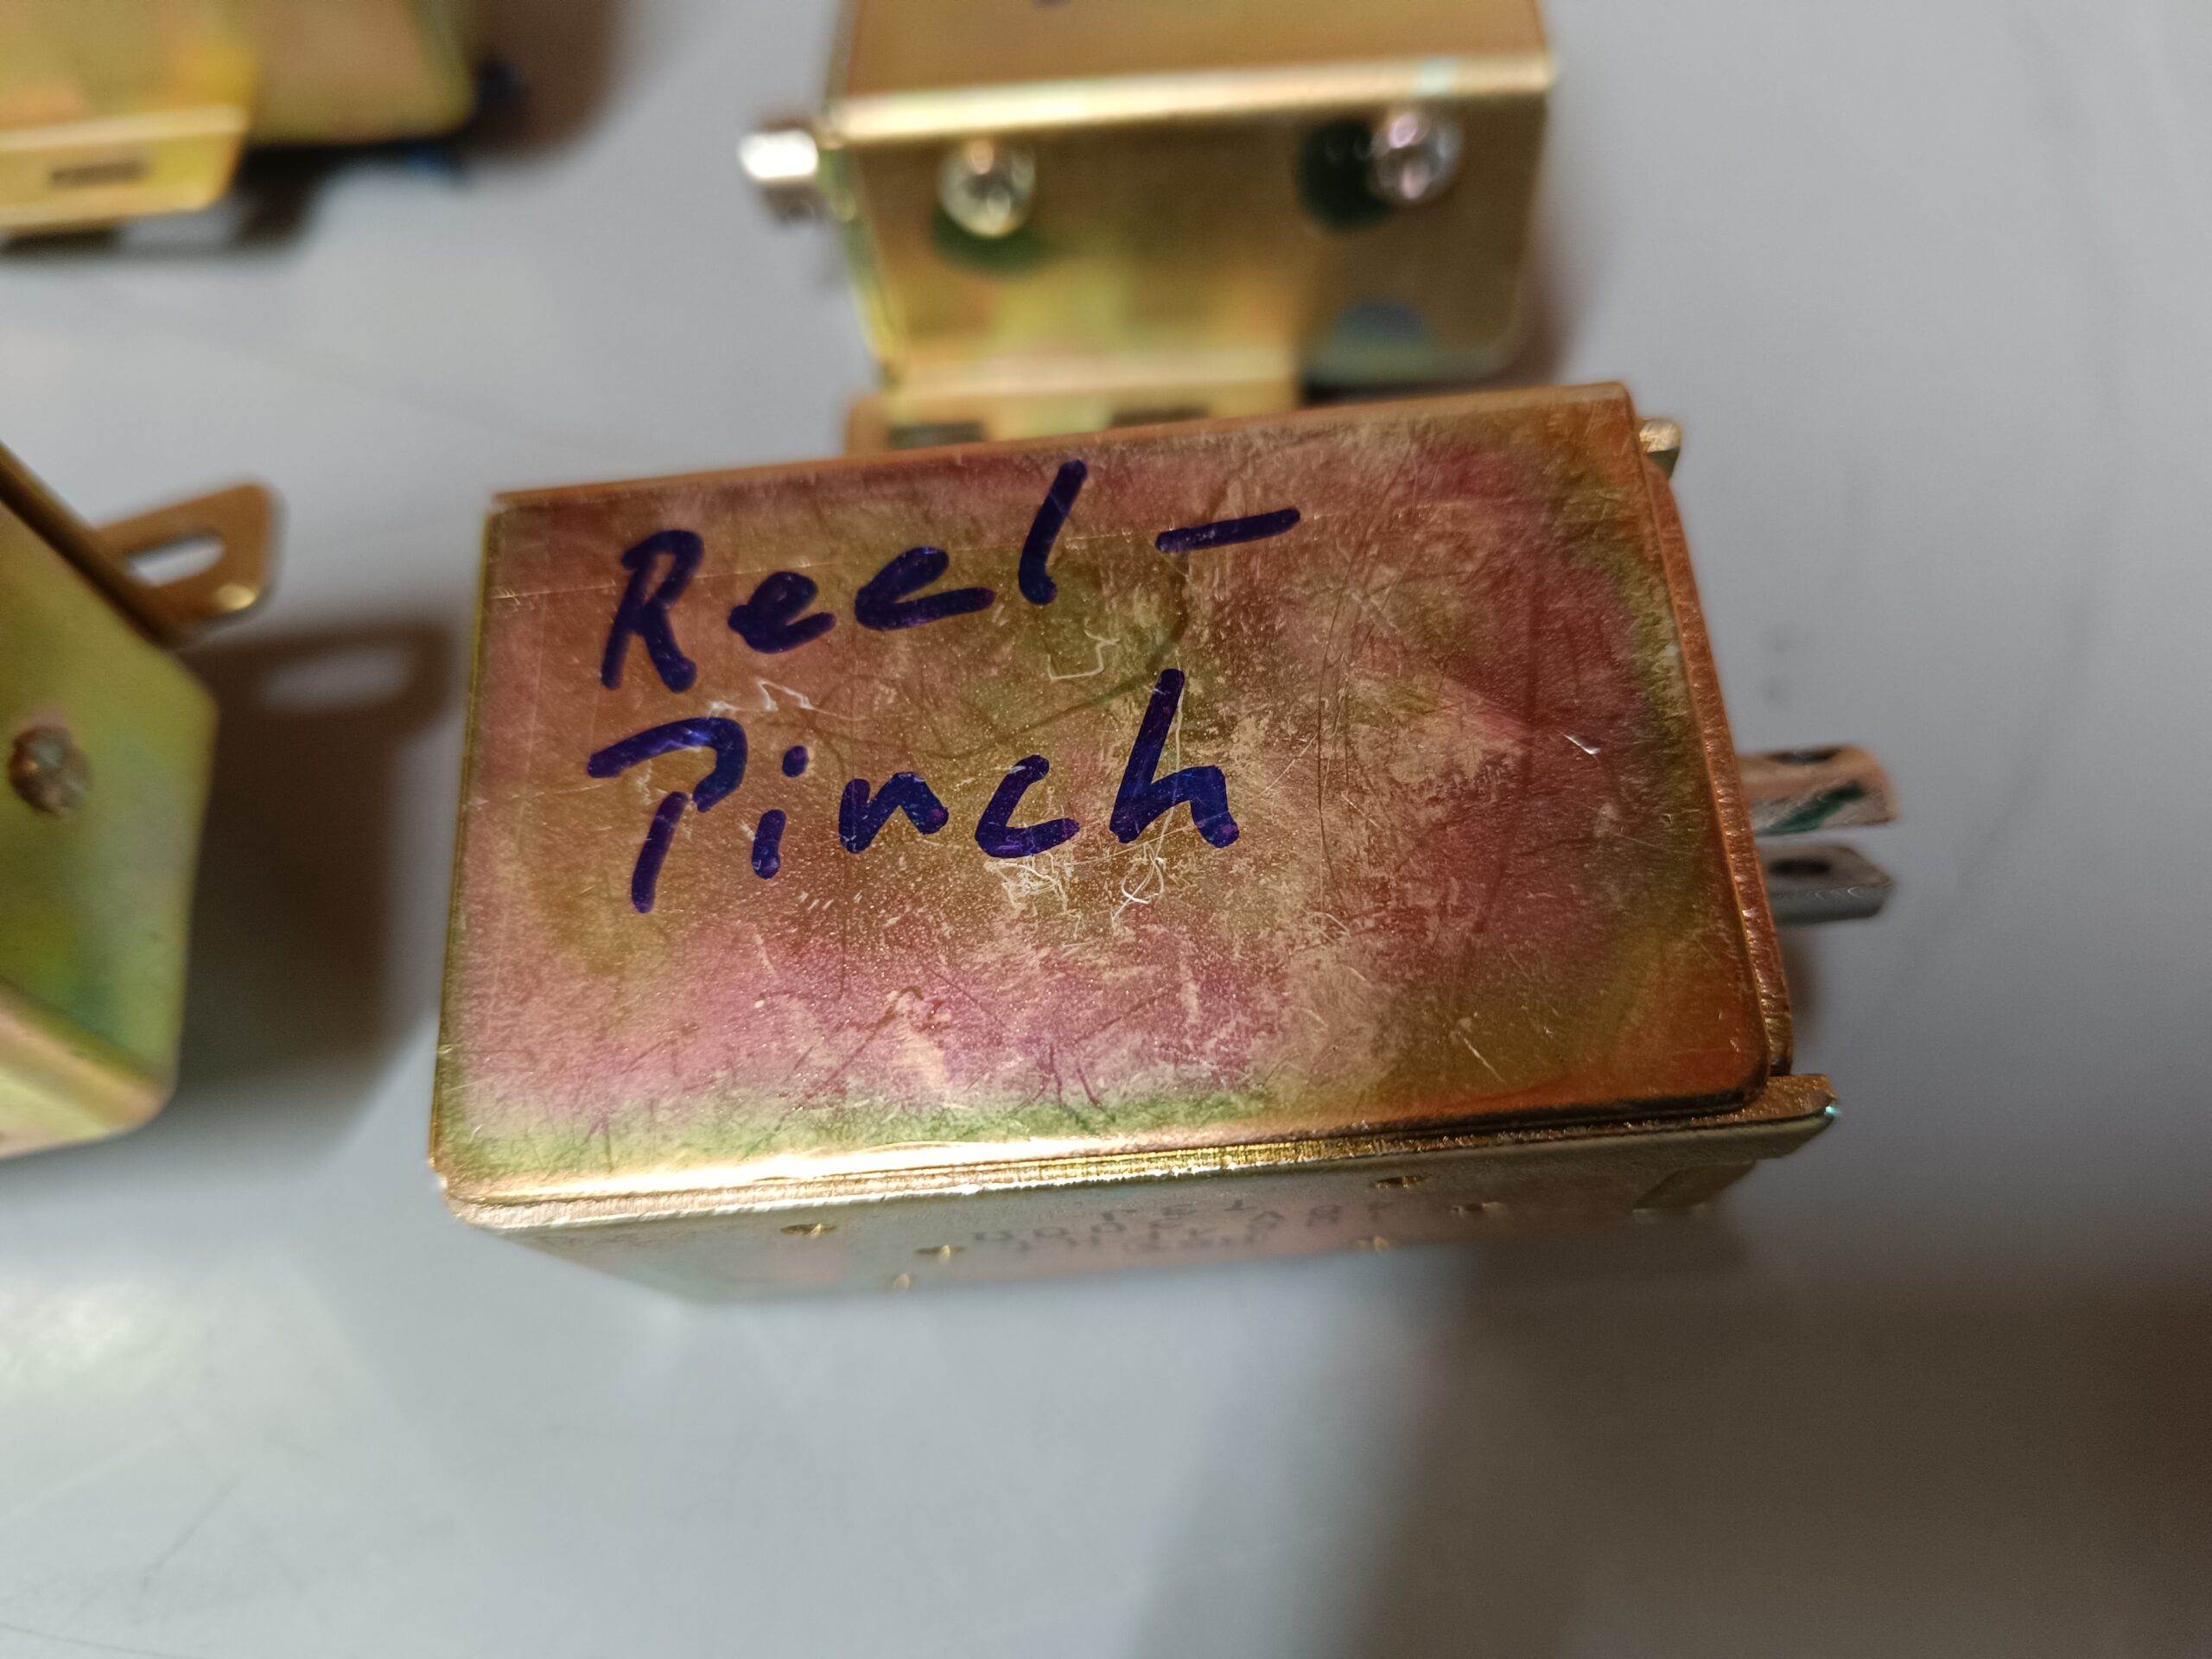 Reel -
Pinch